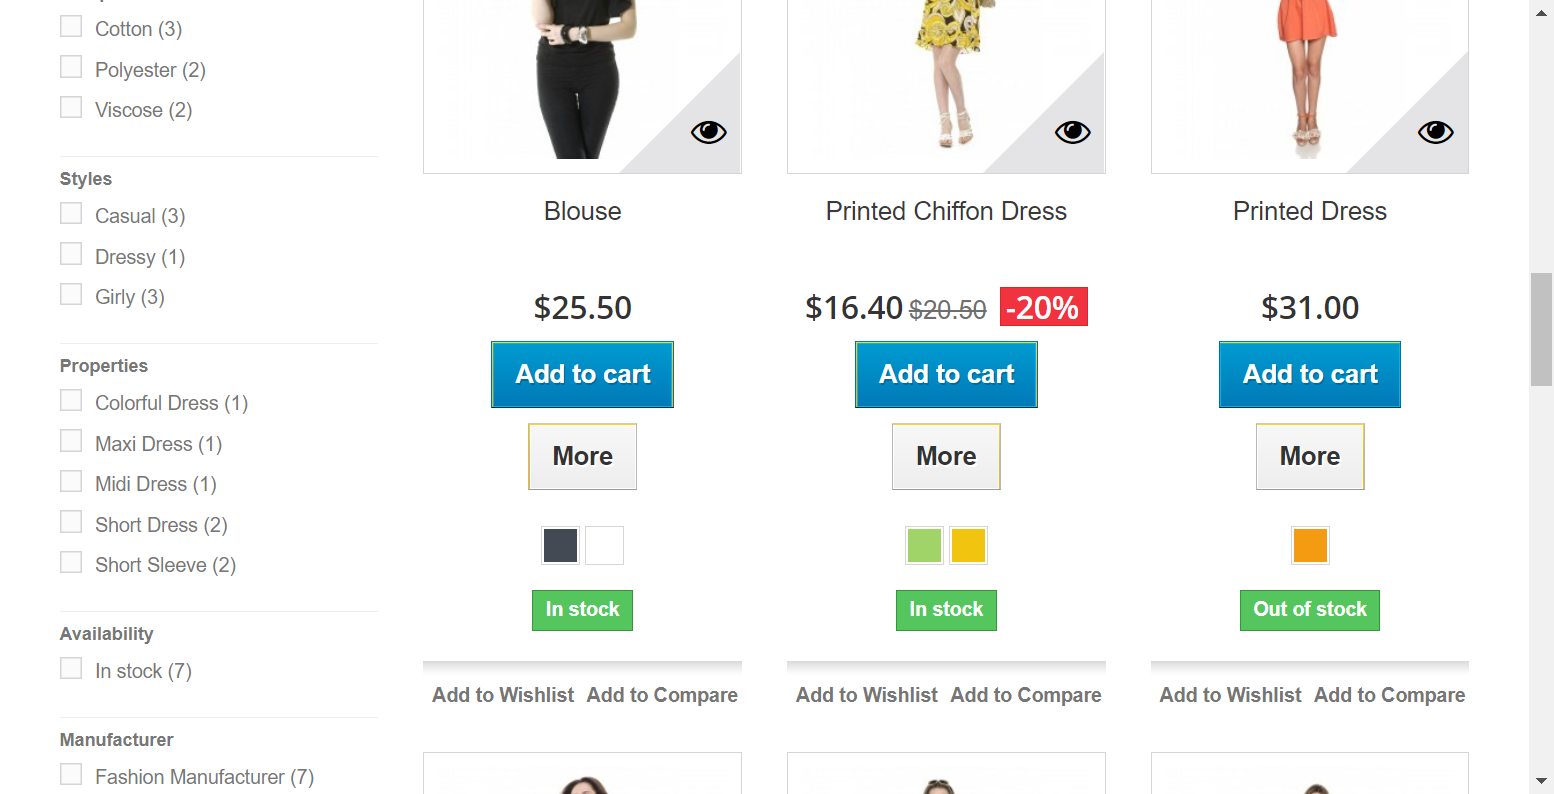 Cotton (3)
Polyester (2)
Viscose (2)
Styles
Casual (3)
Dressy (1)
Girly (3)
Properties
Colorful Dress (1)
Maxi Dress (1)
Midi Dress (1)
Short Dress (2)
Short Sleeve (2)
Availability
In stock (7)
Manufacturer
Fashion Manufacturer (7)
Blouse
$25.50
Add to cart
More
In stock
Add to Wishlist Add to Compare
Printed Chiffon Dress
$16.40 $20.50 -20%
Add to cart
More
In stock
Add to Wishlist Add to Compare
Printed Dress
$31.00
Add to cart
More
Out of stock
Add to Wishlist Add to Compare